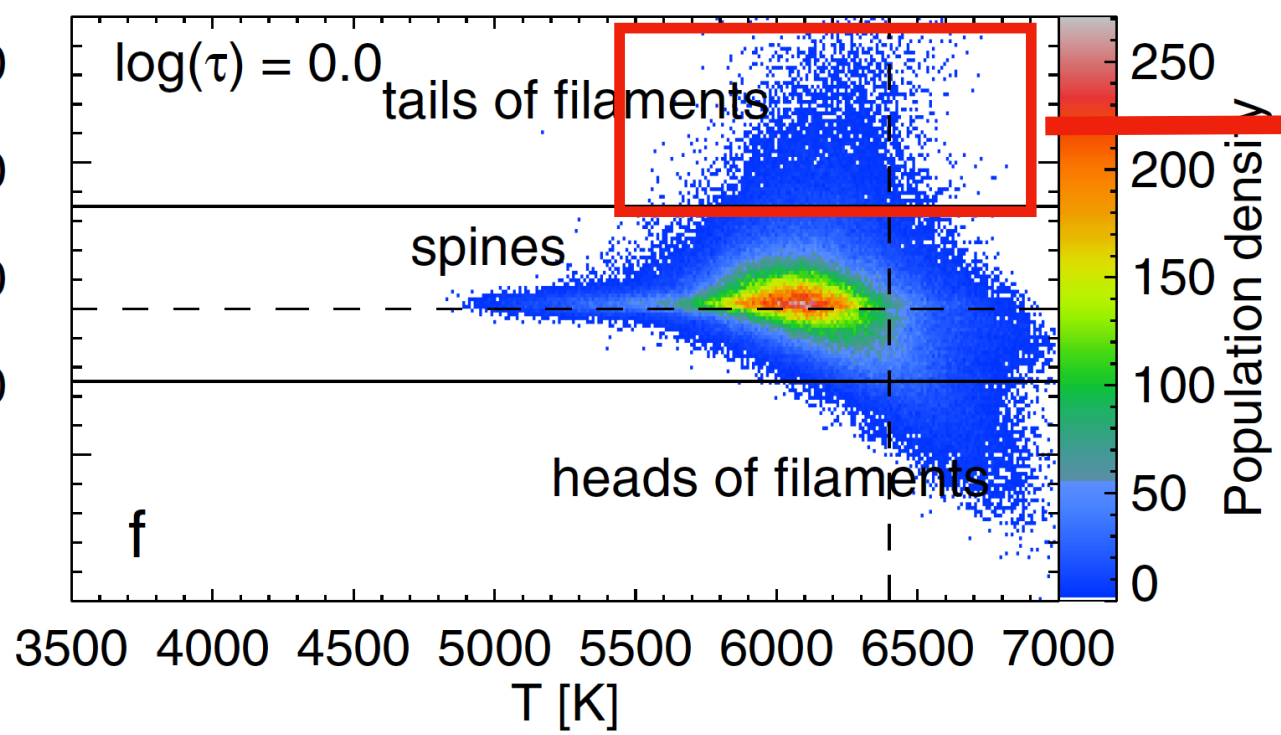 log(τ) = 0.0
tails of filaments
spines
heads of filaments
f
250
200
150
100
50
0
Population density
3500 4000 4500 5000 5500 6000 6500 7000
T [K]